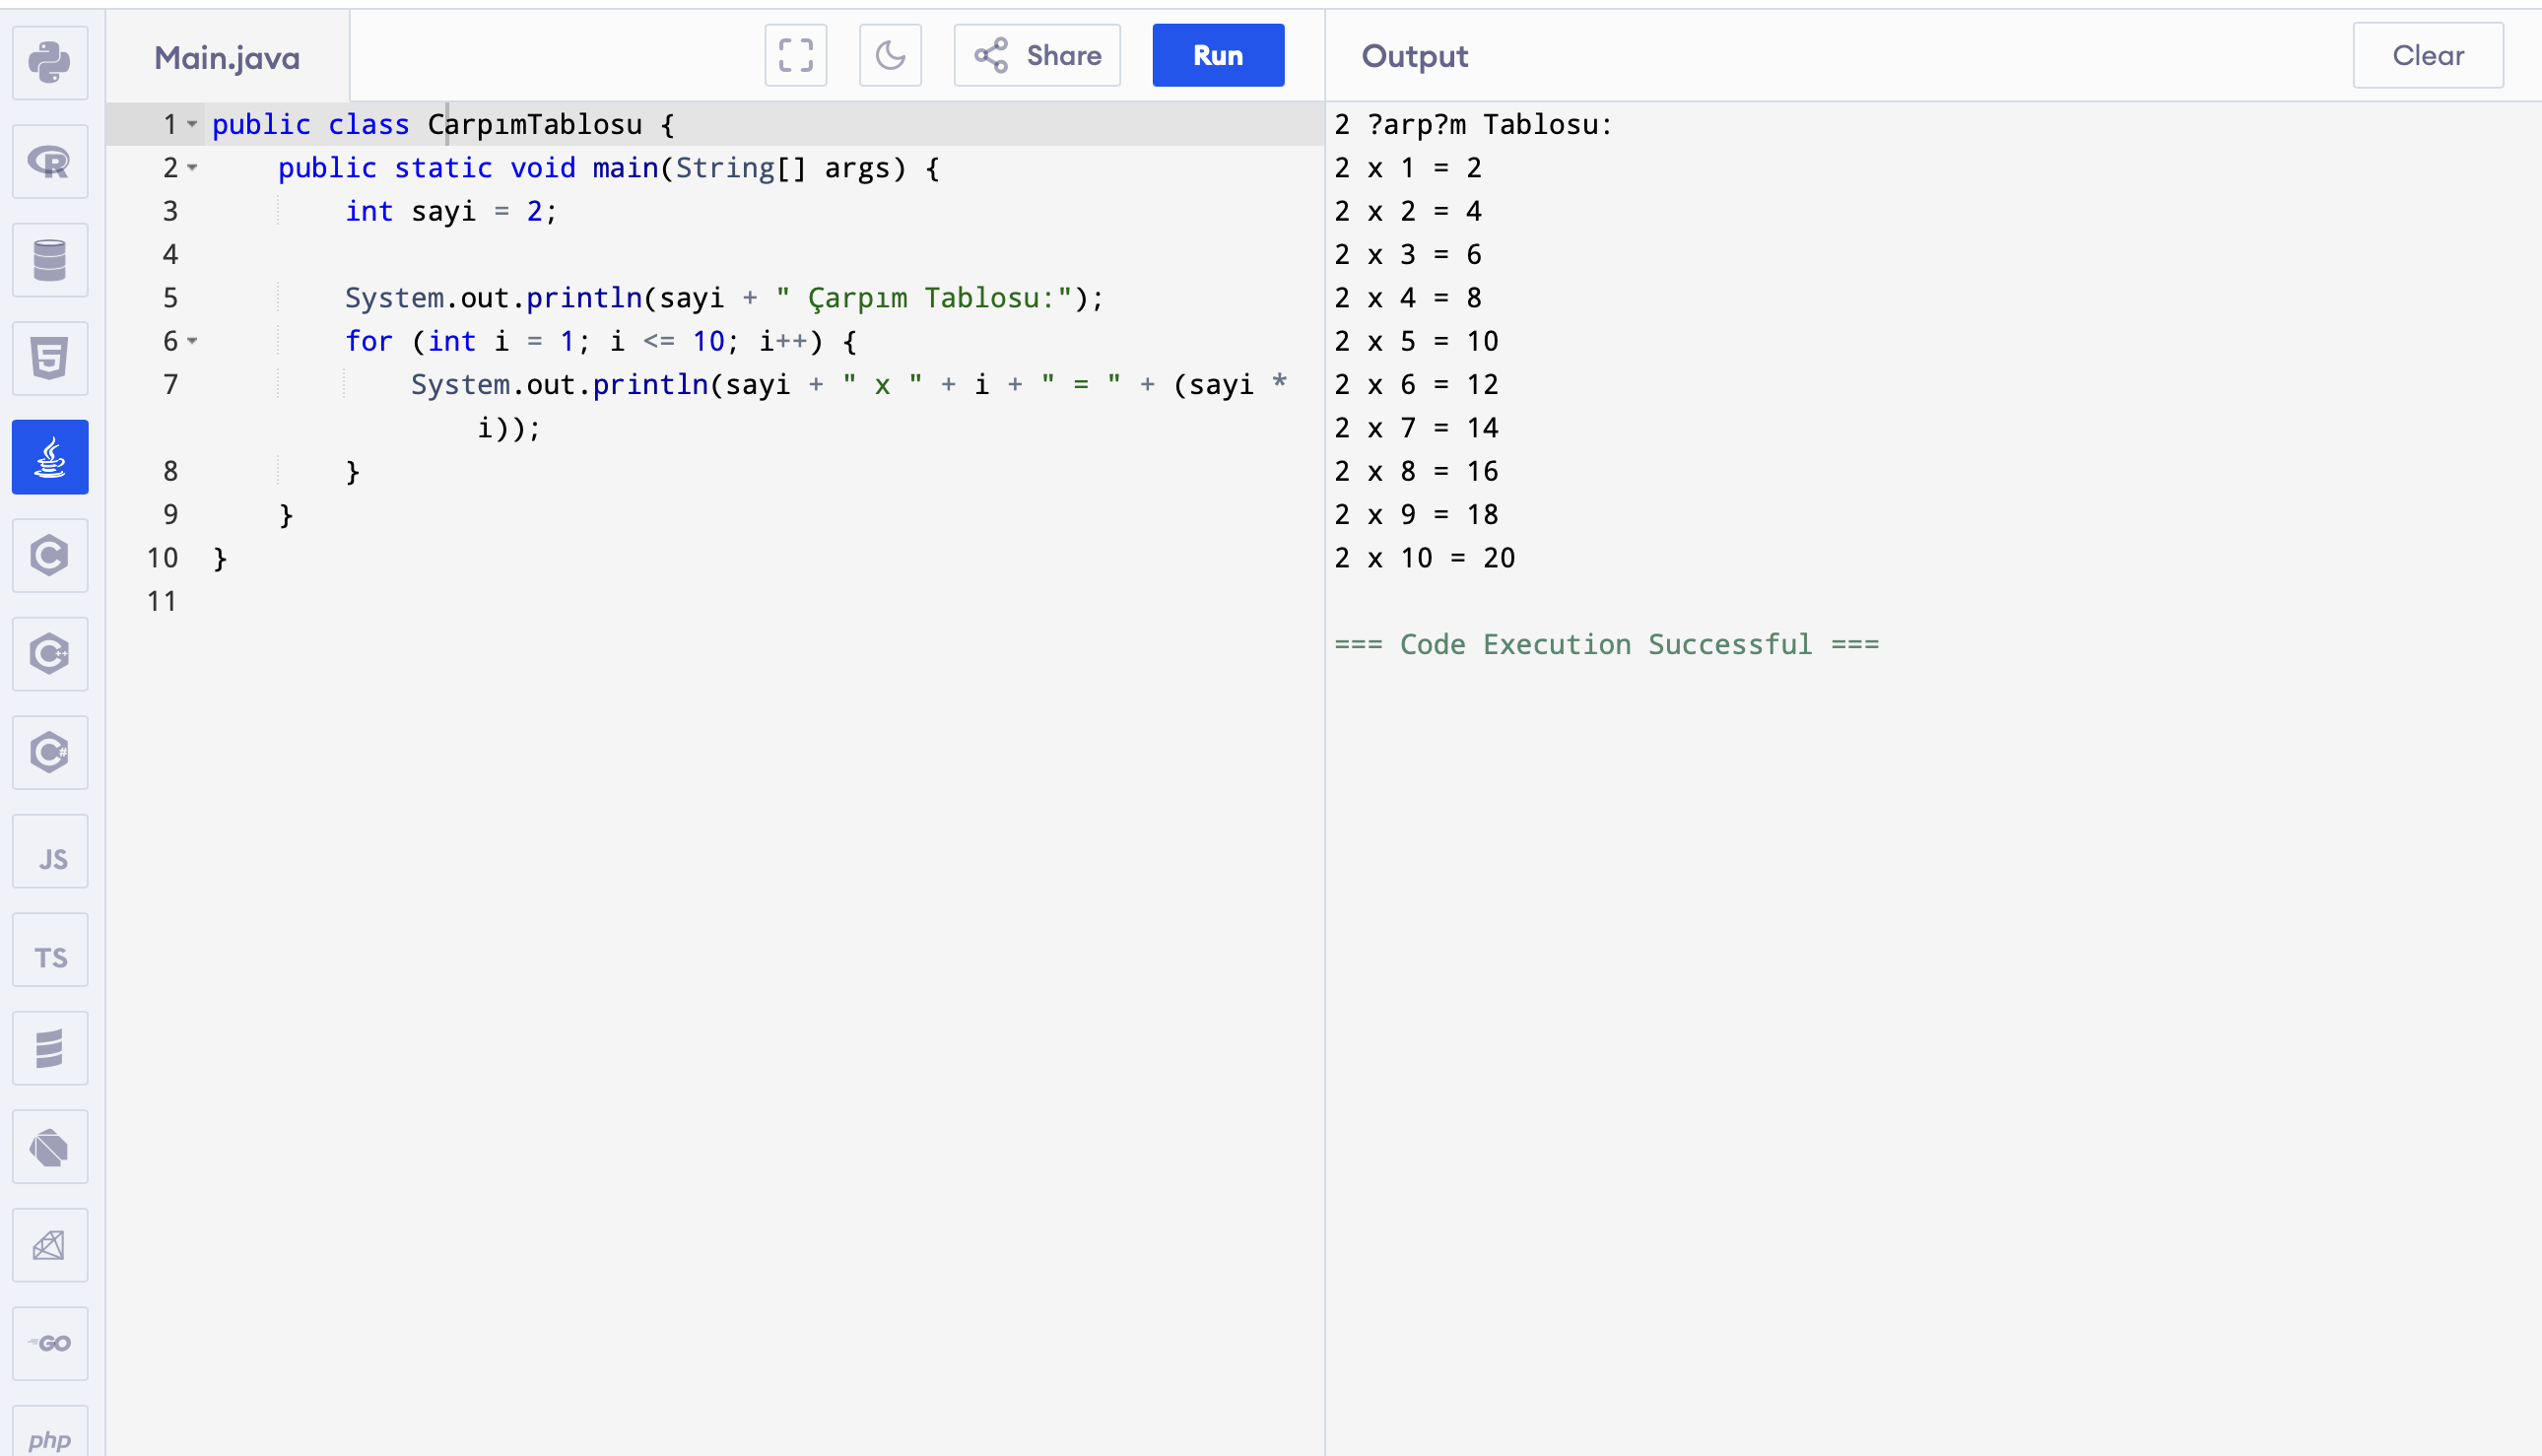 Main.java
Share
Run
1 public class CarpımTablosu {
2 public static void main(String[] args) {
3 int sayi = 2;
4
5 System.out.println(sayi + " Çarpım Tablosu:");
6 for (int i = 1; i <= 10; i++) {
7 System.out.println(sayi + " x " + i + " = " + (sayi *
i));
8 }
9 }
10 }
11
Output
Clear
2 ?arp?m Tablosu:
2 x 1 = 2
2 x 2 = 4
2 x 3 = 6
2 x 4 = 8
2 x 5 = 10
2 x 6 = 12
2 x 7 = 14
2 x 8 = 16
2 x 9 = 18
2 x 10 = 20
=== Code Execution Successful ===
R
5
C
C++
C#
JS
TS
GO
php